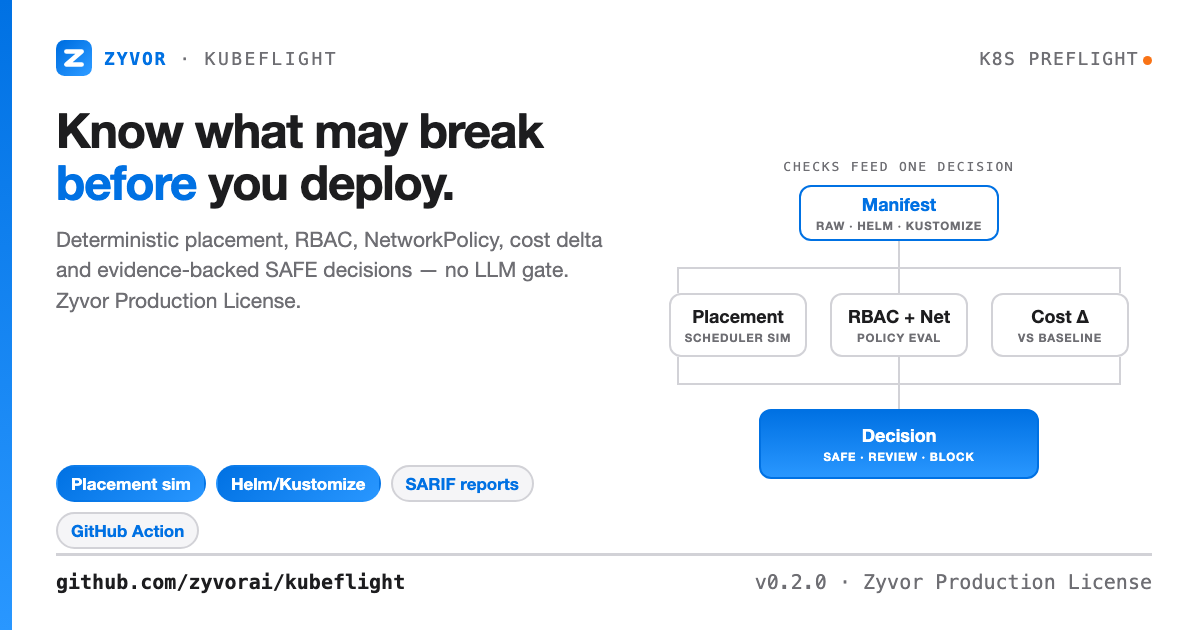 Z ZYVOR · KUBEFLIGHT
K8S PREFLIGHT
Know what may break
before you deploy.
Deterministic placement, RBAC, NetworkPolicy, cost delta
and evidence-backed SAFE decisions — no LLM gate.
Zyvor Production License.
CHECKS FEED ONE DECISION
Manifest
RAW · HELM · KUSTOMIZE
Placement
SCHEDULER SIM
RBAC + Net
POLICY EVAL
Cost Δ
VS BASELINE
Decision
SAFE · REVIEW · BLOCK
Placement sim
Helm/Kustomize
SARIF reports
GitHub Action
github.com/zyvorai/kubeflight
v0.2.0 · Zyvor Production License